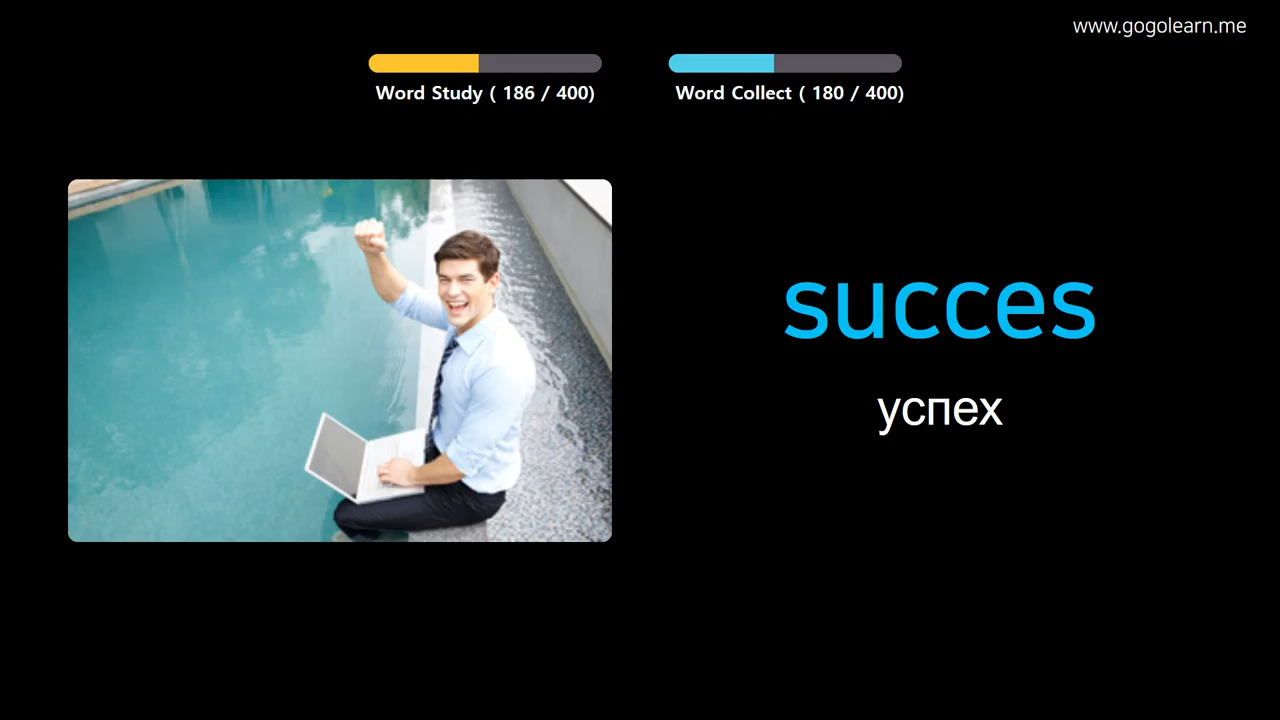 www.gogolearn.me
Word Study ( 186 / 400)
Word Collect ( 180 / 400)
succes
успех